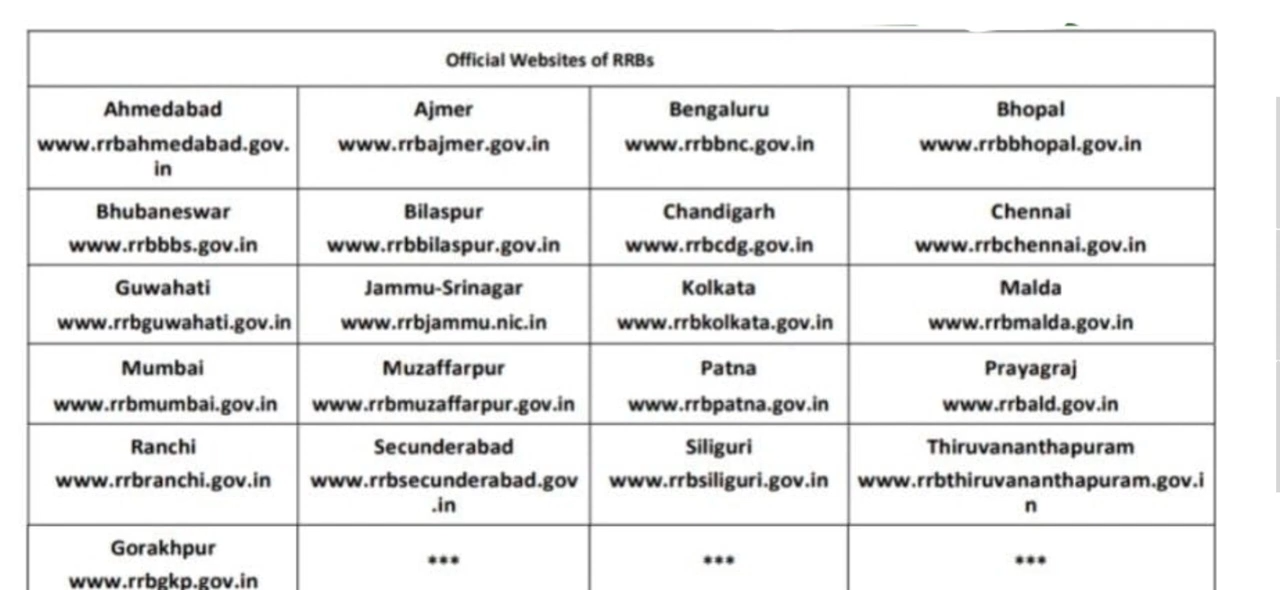 Official Websites of RRBs
Ahmedabad
www.rrbahmedabad.gov.
in
Ajmer
www.rrbajmer.gov.in
Bengaluru
www.rrbbnc.gov.in
Bhopal
www.rrbbhopal.gov.in
Bhubaneswar
www.rrbbbs.gov.in
Bilaspur
www.rrbbilaspur.gov.in
Chandigarh
www.rrbcdg.gov.in
Chennai
www.rrbchennai.gov.in
Guwahati
www.rrbguwahati.gov.in
Jammu-Srinagar
www.rrbjammu.nic.in
Kolkata
www.rrbkolkata.gov.in
Malda
www.rrbmalda.gov.in
Mumbai
www.rrbmumbai.gov.in
Muzaffarpur
www.rrbmuzaffarpur.gov.in
Patna
www.rrbpatna.gov.in
Prayagraj
www.rrbald.gov.in
Ranchi
www.rrbranchi.gov.in
Secunderabad
www.rrbsecunderabad.gov
.in
Siliguri
www.rrbsiliguri.gov.in
Thiruvananthapuram
www.rrbthiruvananthapuram.gov.i
n
Gorakhpur
www.rrbgkp.gov.in
***
***
***